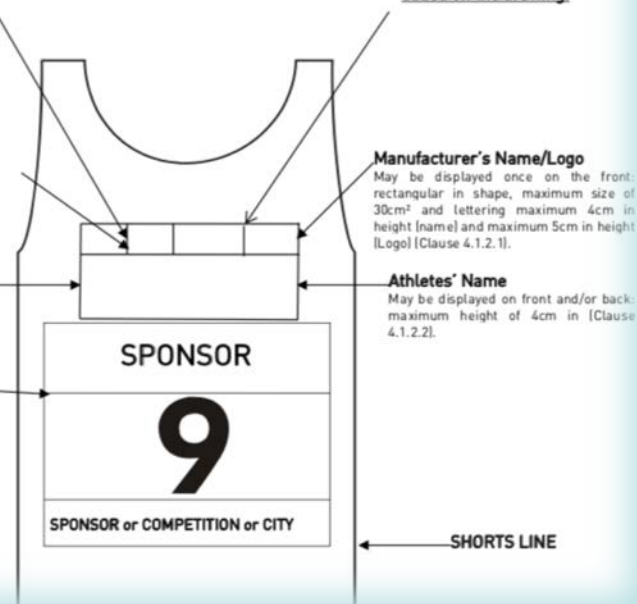 Manufacturer's Name/Logo
May be displayed once on the front:
rectangular in shape, maximum size of
30cm² and lettering maximum 4cm in
height (name) and maximum 5cm in height
(Logo) (Clause 4.1.2.1).
Athletes' Name
May be displayed on front and/or back:
maximum height of 4cm in (Clause
4.1.2.2).
SPONSOR
9
SPONSOR or COMPETITION or CITY
SHORTS LINE